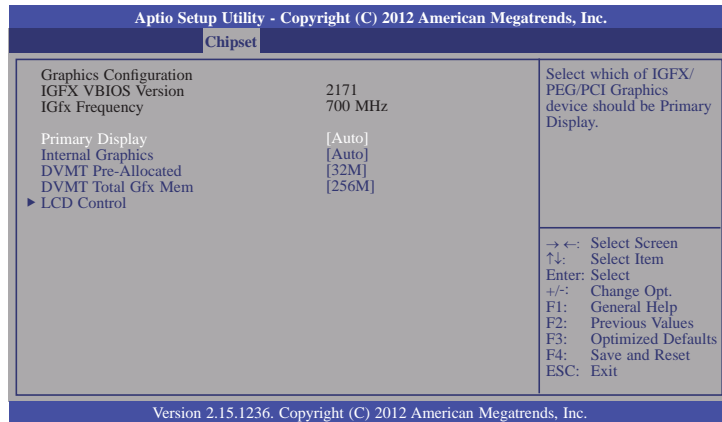 Aptio Setup Utility - Copyright (C) 2012 American Megatrends, Inc.
Chipset
Graphics Configuration
IGFX VBIOS Version 2171
IGfx Frequency 700 MHz
Primary Display [Auto]
Internal Graphics [Auto]
DVMT Pre-Allocated [32M]
DVMT Total Gfx Mem [256M]
▶ LCD Control
Select which of IGFX/
PEG/PCI Graphics
device should be Primary
Display.
→ ←: Select Screen
↑↓: Select Item
Enter: Select
+/-: Change Opt.
F1: General Help
F2: Previous Values
F3: Optimized Defaults
F4: Save and Reset
ESC: Exit
Version 2.15.1236. Copyright (C) 2012 American Megatrends, Inc.